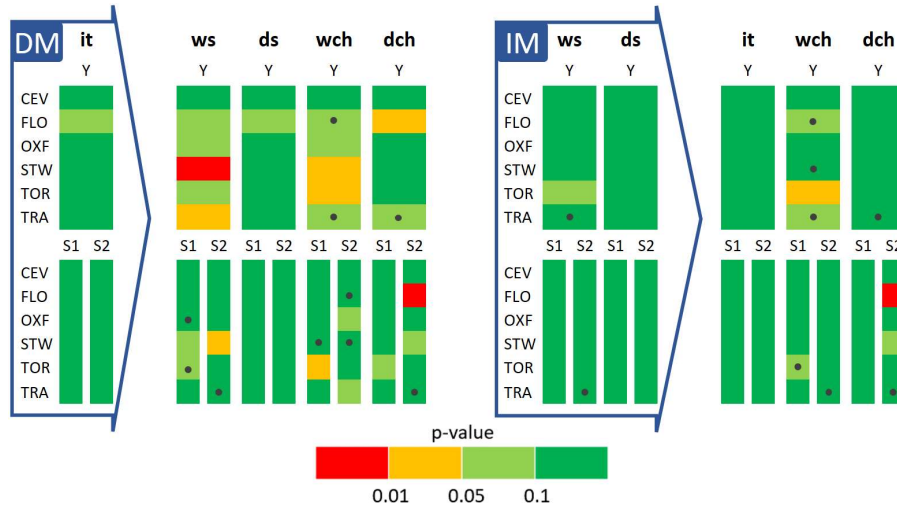 DM it ws ds wch dch IM ws ds it wch dch
Y Y Y Y Y Y Y Y Y Y
CEV
FLO
OXF
STW
TOR
TRA
S1 S2 S1 S2 S1 S2 S1 S2 S1 S2 S1 S2 S1 S2 S1 S2 S1 S2 S1 S2
CEV
FLO
OXF
STW
TOR
TRA
CEV
FLO
OXF
STW
TOR
TRA
CEV
FLO
OXF
STW
TOR
TRA
p-value
0.01 0.05 0.1